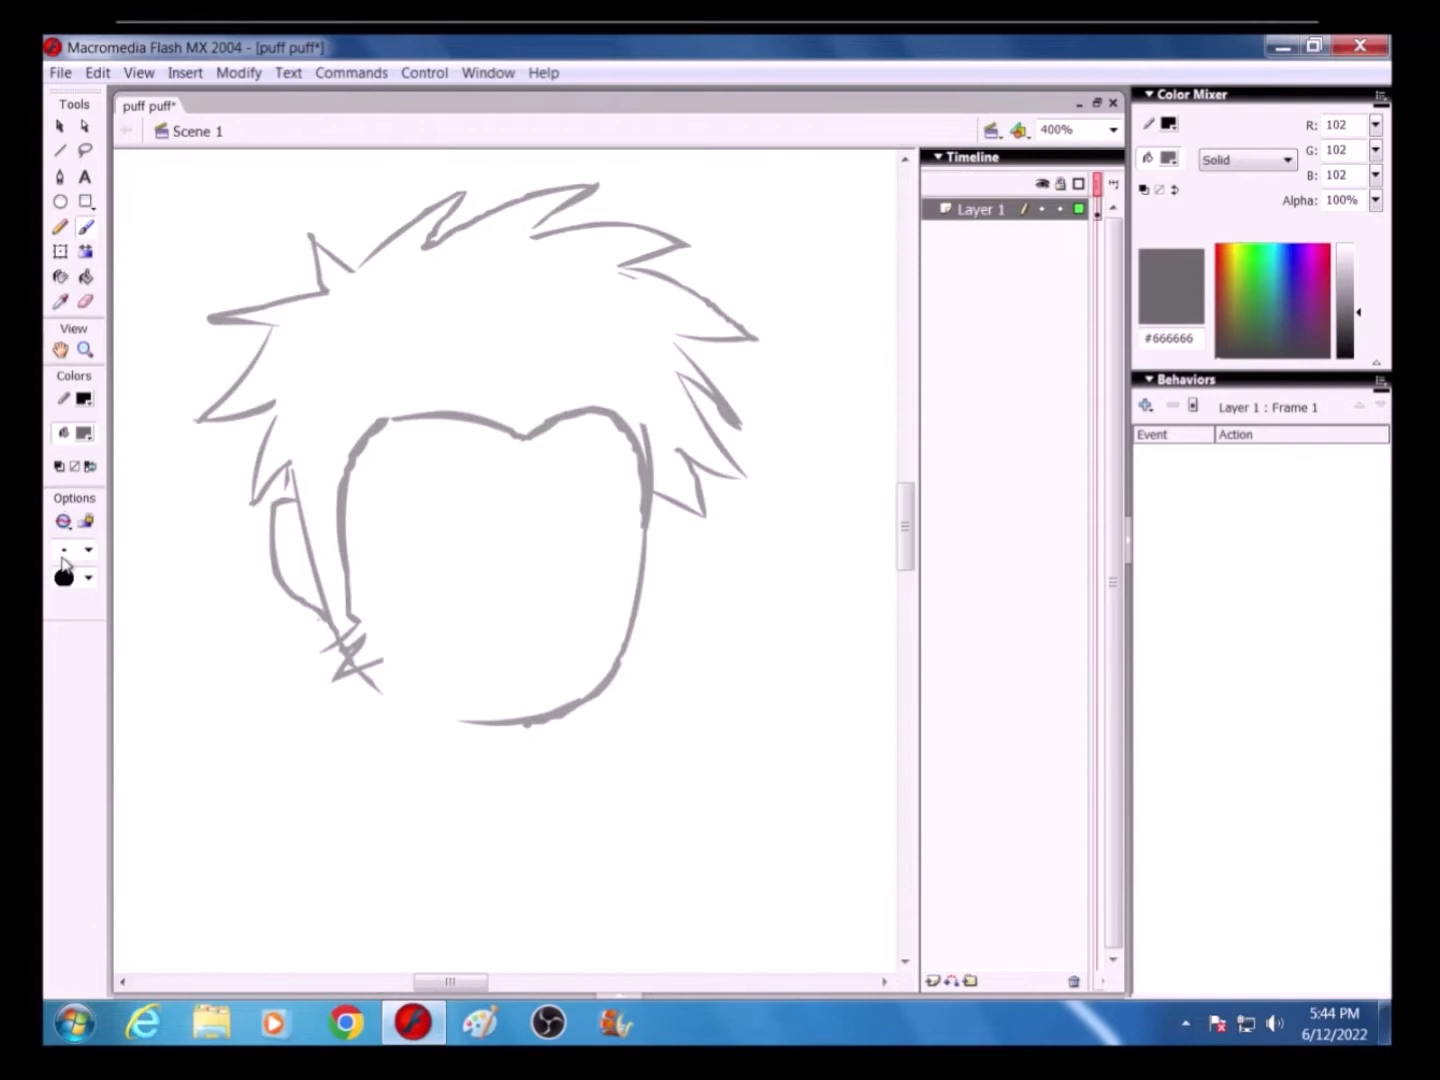 Macromedia Flash MX 2004 - [puff puff*]
File Edit View Insert Modify Text Commands Control Window Help
Tools
puff puff*
Scene 1
400%
Timeline
Layer 1
View
Colors
Options
Color Mixer
R: 102
Solid
G: 102
B: 102
Alpha: 100%
#666666
Behaviors
Layer 1 : Frame 1
Event Action
5:44 PM
6/12/2022